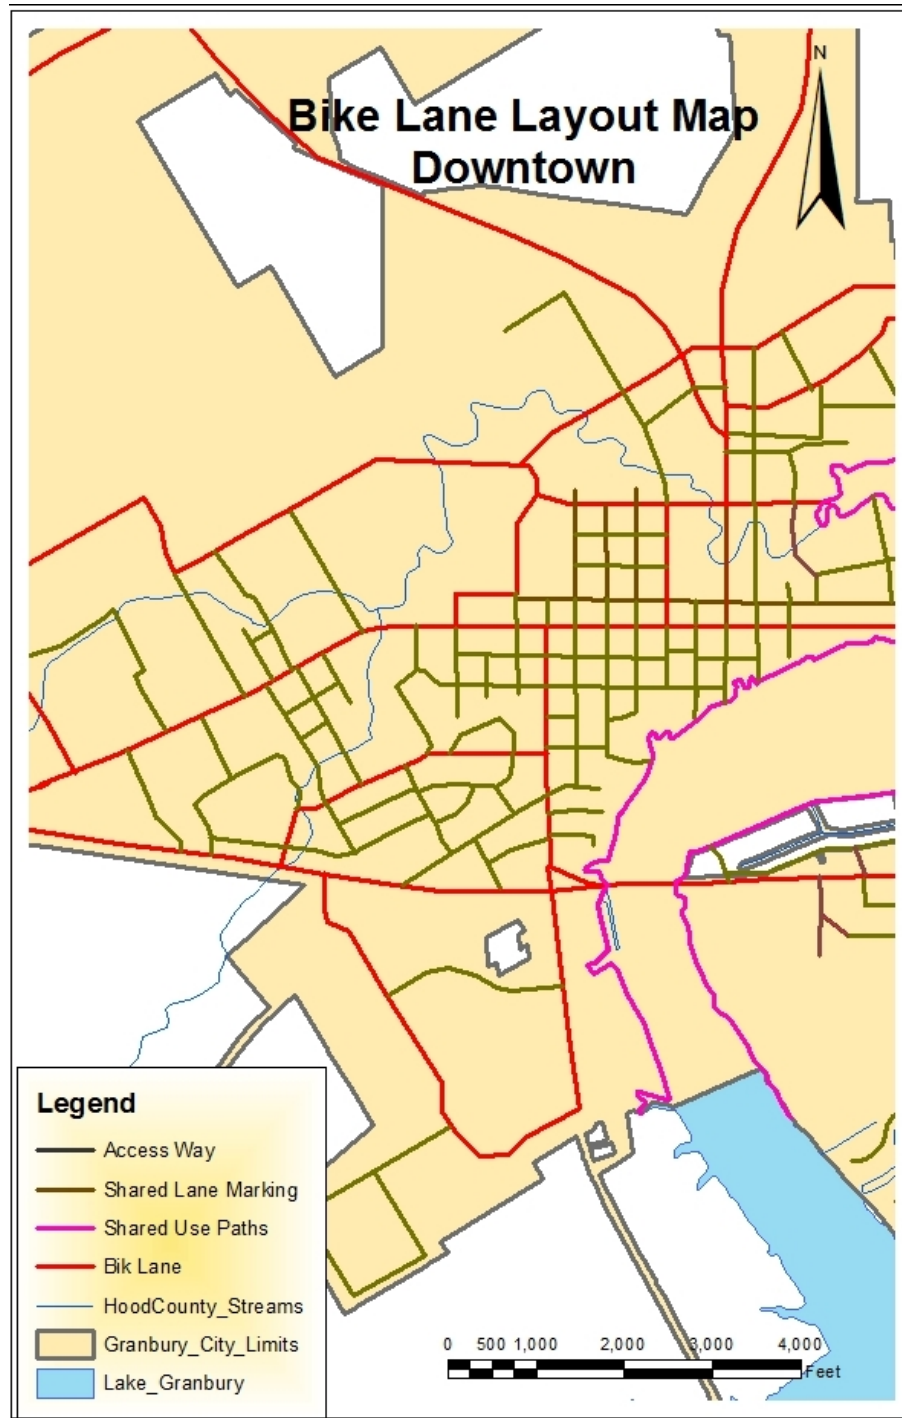 N
Bike Lane Layout Map
Downtown
Legend
Access Way
Shared Lane Marking
Shared Use Paths
Bik Lane
HoodCounty_Streams
Granbury_City_Limits
Lake_Granbury
0 500 1,000 2,000 3,000 4,000
Feet